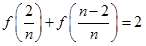 f(2/n) + f((n−2)/n) = 2